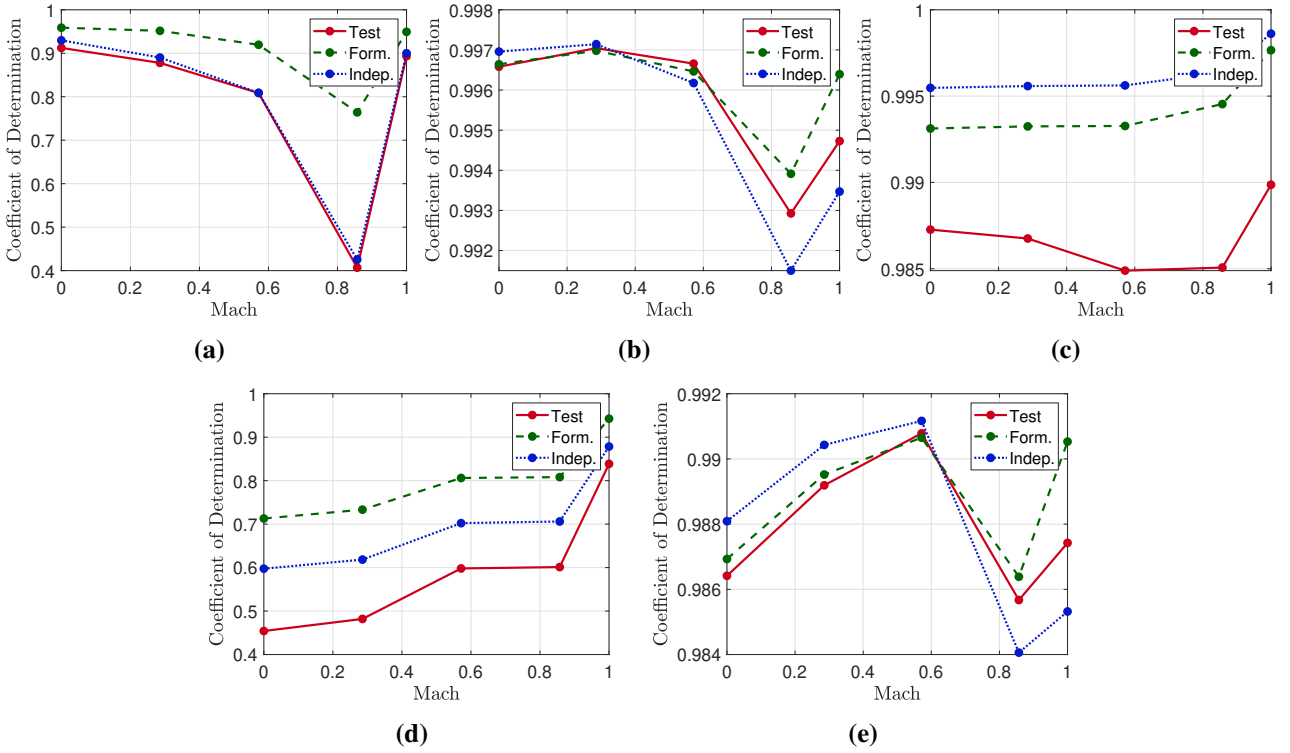 Coefficient of Determination
1
0.9
0.8
0.7
0.6
0.5
0.4
0 0.2 0.4 0.6 0.8 1
Mach
Test
Form.
Indep.
(a)
Coefficient of Determination
0.998
0.997
0.996
0.995
0.994
0.993
0.992
0 0.2 0.4 0.6 0.8 1
Mach
Test
Form.
Indep.
(b)
Coefficient of Determination
1
0.995
0.99
0.985
0 0.2 0.4 0.6 0.8 1
Mach
Test
Form.
Indep.
(c)
Coefficient of Determination
1
0.9
0.8
0.7
0.6
0.5
0.4
0 0.2 0.4 0.6 0.8 1
Mach
Test
Form.
Indep.
(d)
Coefficient of Determination
0.992
0.99
0.988
0.986
0.984
0 0.2 0.4 0.6 0.8 1
Mach
Test
Form.
Indep.
(e)